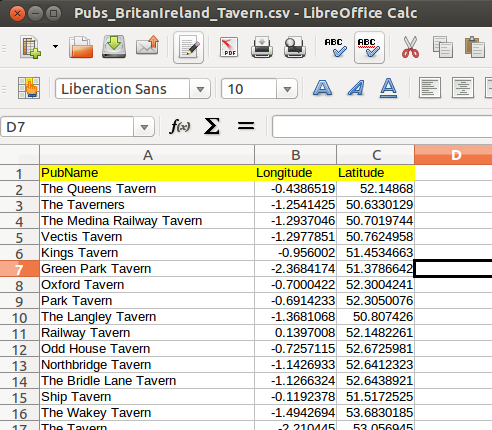 Pubs_BritanIreland_Tavern.csv - LibreOffice Calc
PDF ABC ABC
Liberation Sans 10 A A A
D7 f(x) Σ =
A B C D
1 PubName Longitude Latitude
2 The Queens Tavern -0.4386519 52.14868
3 The Taverners -1.2541425 50.6330129
4 The Medina Railway Tavern -1.2937046 50.7019744
5 Vectis Tavern -1.2977851 50.7624958
6 Kings Tavern -0.956002 51.4534663
7 Green Park Tavern -2.3684174 51.3786642
8 Oxford Tavern -0.7000422 52.3004241
9 Park Tavern -0.6914233 52.3050076
10 The Langley Tavern -1.3681068 50.807426
11 Railway Tavern 0.1397008 52.1482261
12 Odd House Tavern -0.7257115 52.6725981
13 Northbridge Tavern -1.1426933 52.6412323
14 The Bridle Lane Tavern -1.1266324 52.6438921
15 Ship Tavern -0.1192378 51.5172525
16 The Wakey Tavern -1.4942694 53.6830185
17 The Tavern -2.210445 53.056945